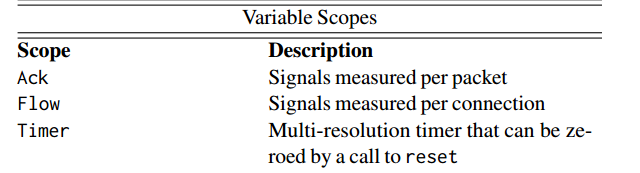 Variable Scopes
Scope Description
Ack Signals measured per packet
Flow Signals measured per connection
Timer Multi-resolution timer that can be ze-
roed by a call to reset